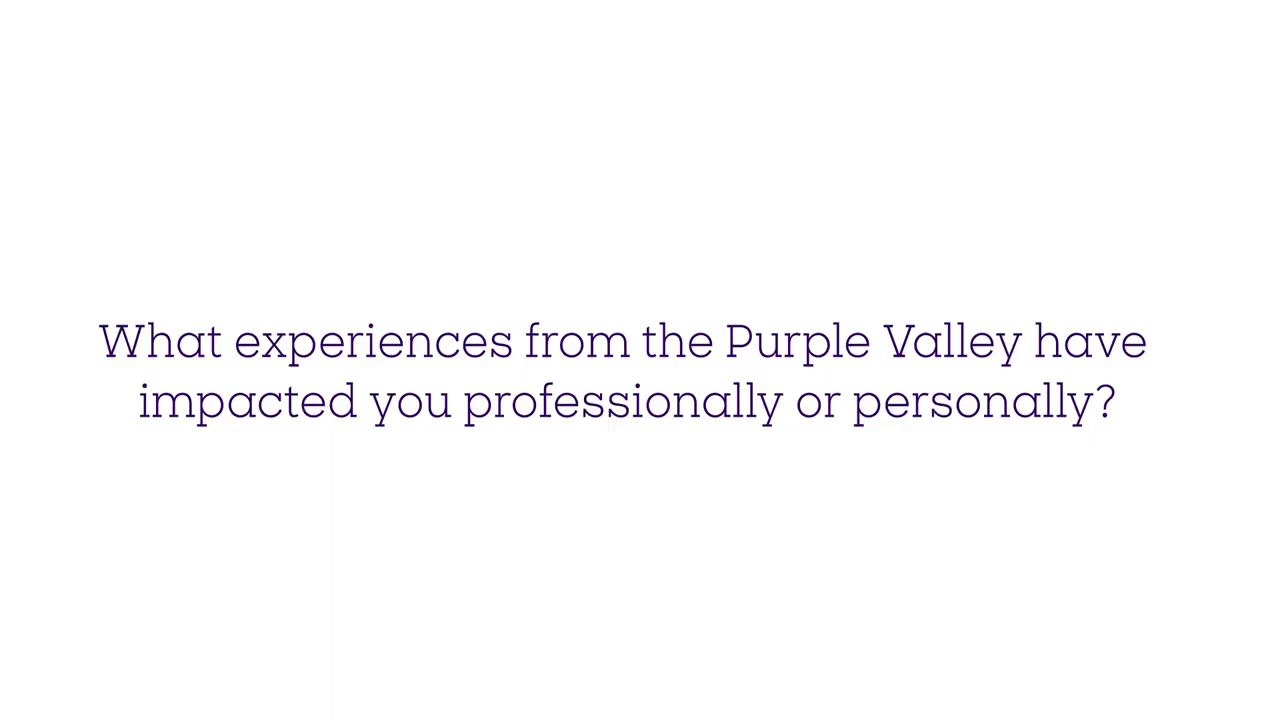 What experiences from the Purple Valley have
impacted you professionally or personally?